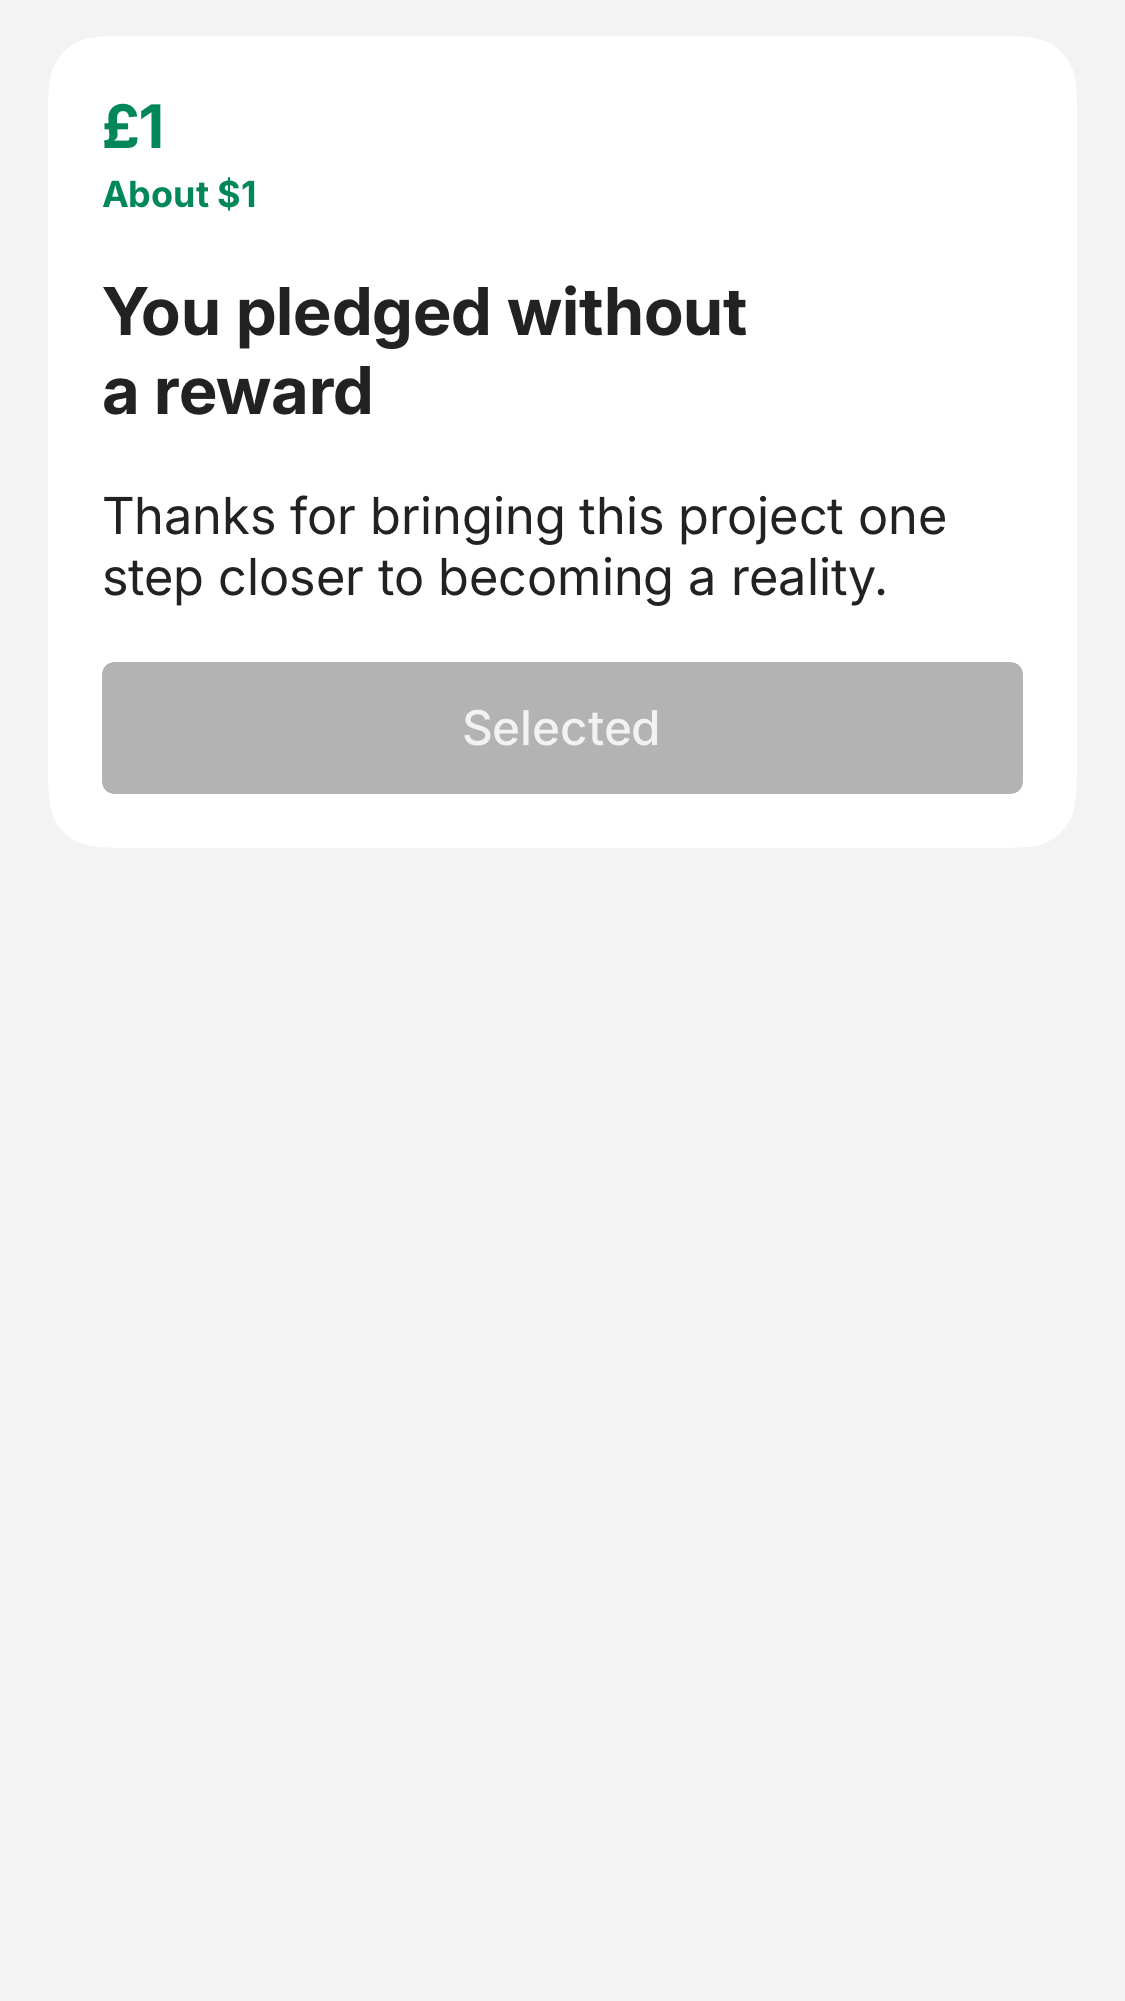 £1
About $1
You pledged without
a reward
Thanks for bringing this project one
step closer to becoming a reality.
Selected